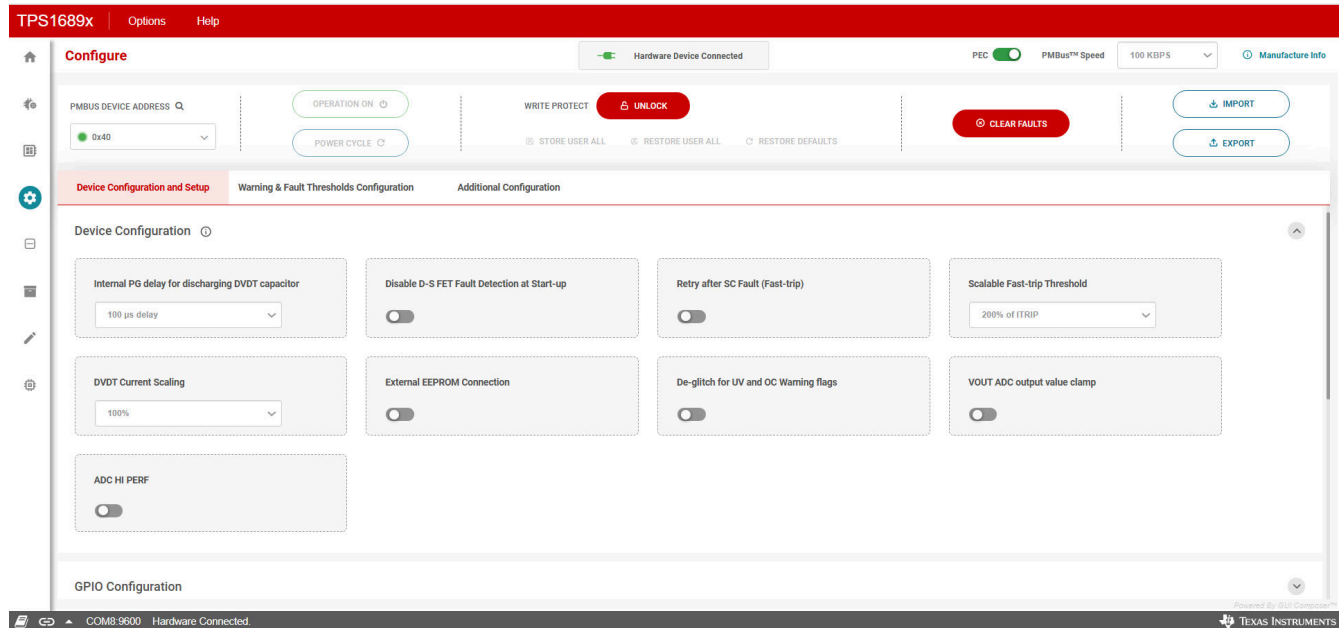 TPS1689x Options Help
Configure Hardware Device Connected PEC PMBus™ Speed 100 KBPS Manufacture Info
PMBUS DEVICE ADDRESS
0x40
OPERATION ON
POWER CYCLE
WRITE PROTECT UNLOCK
STORE USER ALL RESTORE USER ALL RESTORE DEFAULTS
CLEAR FAULTS
IMPORT
EXPORT
Device Configuration and Setup Warning & Fault Thresholds Configuration Additional Configuration
Device Configuration
Internal PG delay for discharging DVDT capacitor
100 µs delay
Disable D-S FET Fault Detection at Start-up
Retry after SC Fault (Fast-trip)
Scalable Fast-trip Threshold
200% of ITRIP
DVDT Current Scaling
100%
External EEPROM Connection
De-glitch for UV and OC Warning flags
VOUT ADC output value clamp
ADC HI PERF
GPIO Configuration
Powered By GUI Composer™
COM8:9600 Hardware Connected. TEXAS INSTRUMENTS